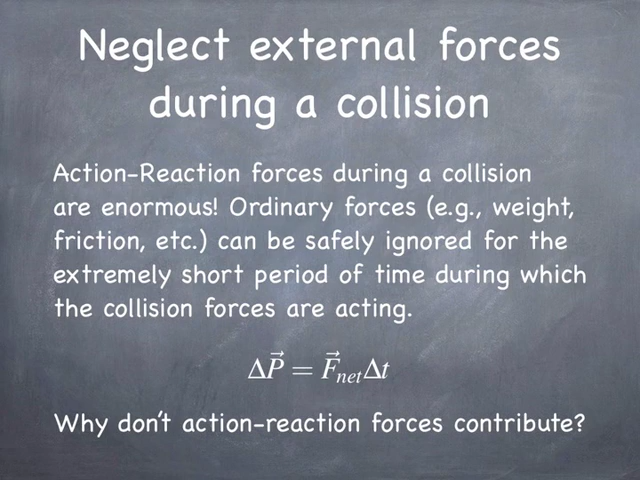 Neglect external forces
during a collision
Action-Reaction forces during a collision
are enormous! Ordinary forces (e.g., weight,
friction, etc.) can be safely ignored for the
extremely short period of time during which
the collision forces are acting.
ΔP⃗ = F⃗_net Δt
Why don't action-reaction forces contribute?